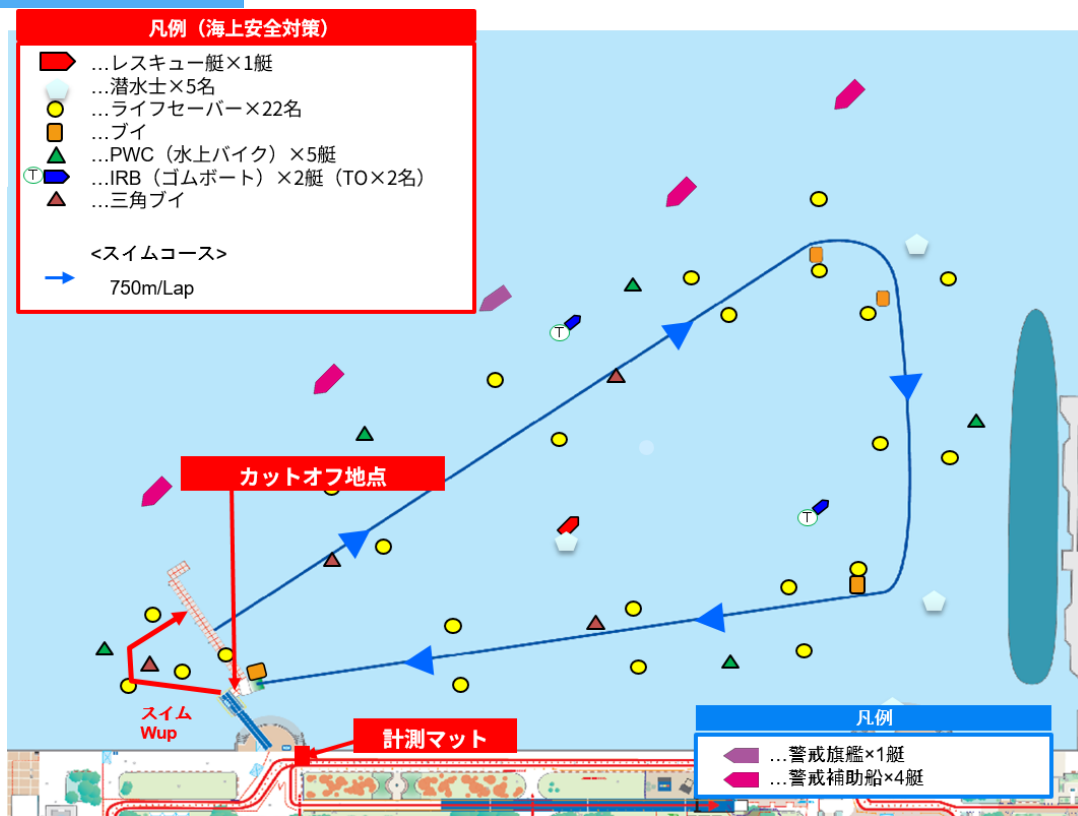 凡例（海上安全対策）
…レスキュー艇×1艇
…潜水士×5名
…ライフセーバー×22名
…ブイ
…PWC（水上バイク）×5艇
T …IRB（ゴムボート）×2艇（TO×2名）
…三角ブイ
<スイムコース>
750m/Lap
T
カットオフ地点
T
スイム
Wup
計測マット
凡例
…警戒旗艦×1艇
…警戒補助船×4艇